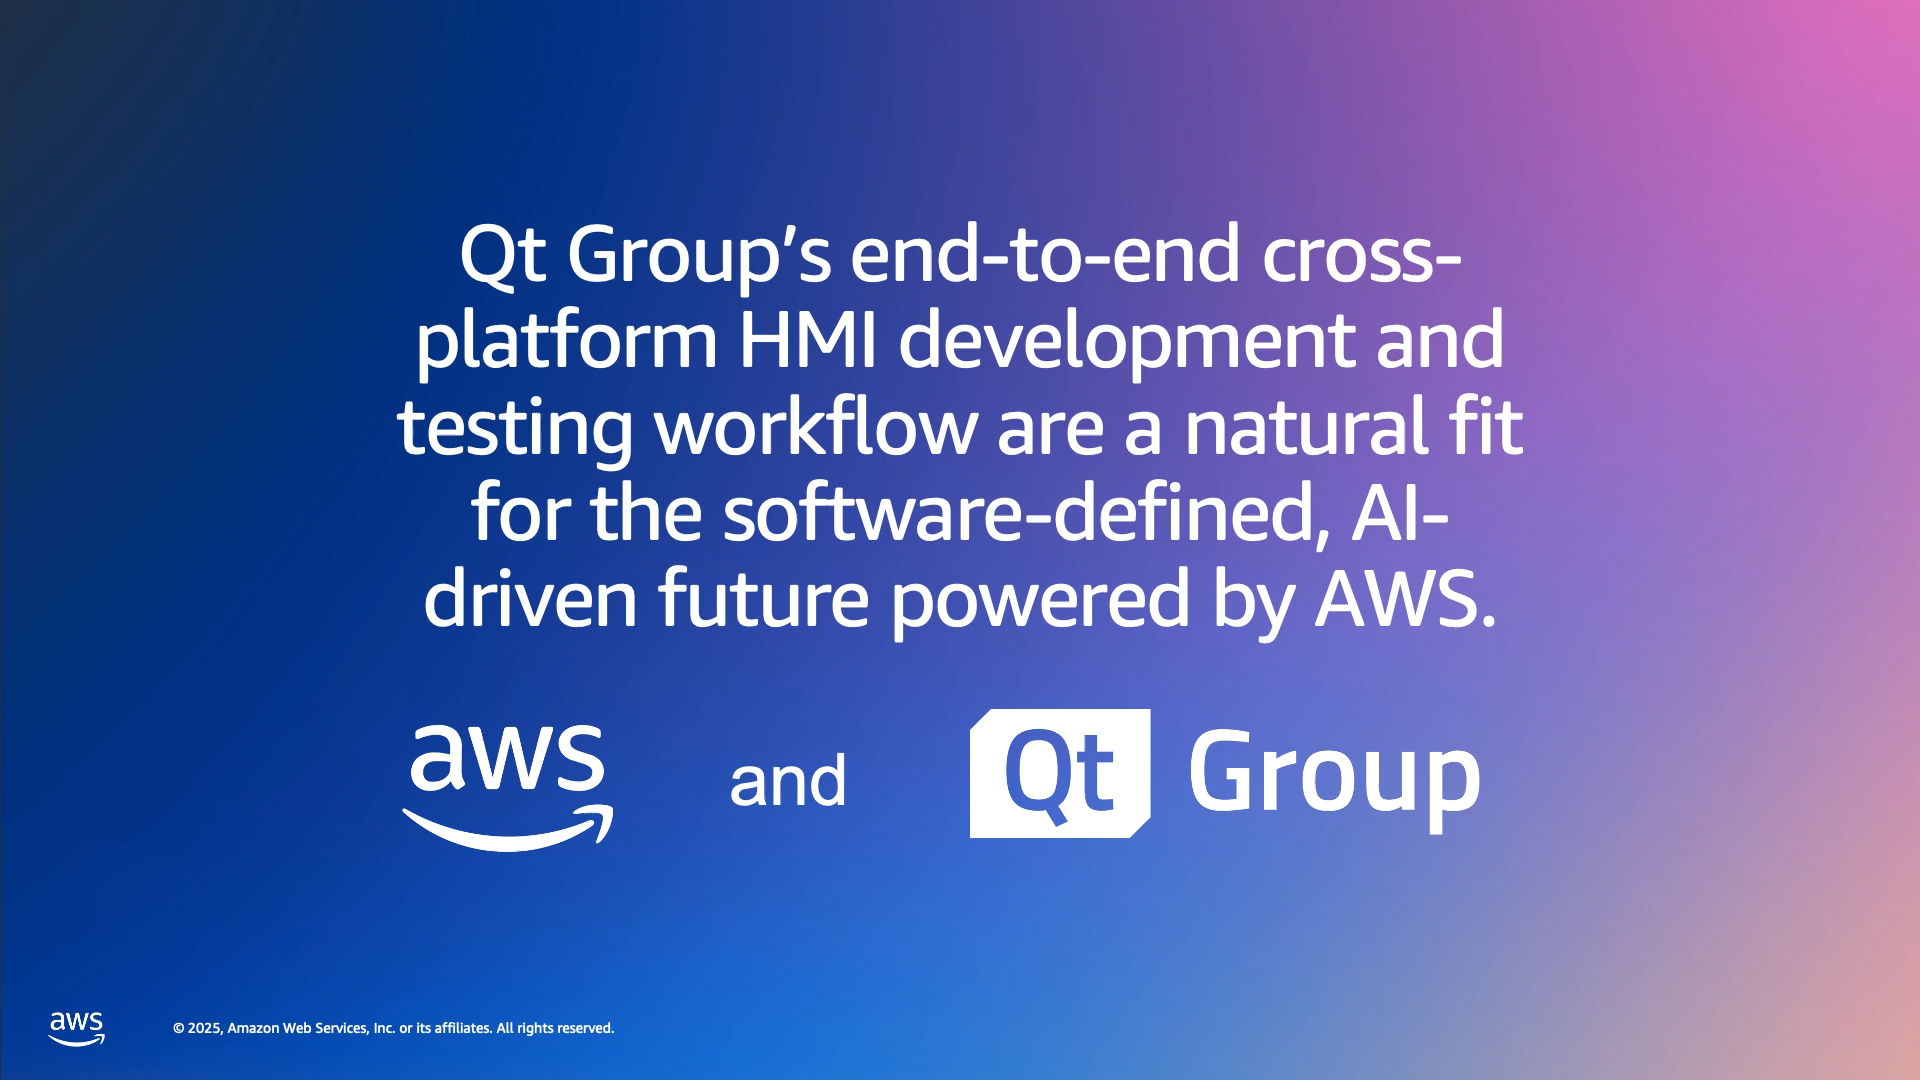 Qt Group’s end-to-end cross-
platform HMI development and
testing workflow are a natural fit
for the software-defined, AI-
driven future powered by AWS.
aws and Qt Group
aws © 2025, Amazon Web Services, Inc. or its affiliates. All rights reserved.